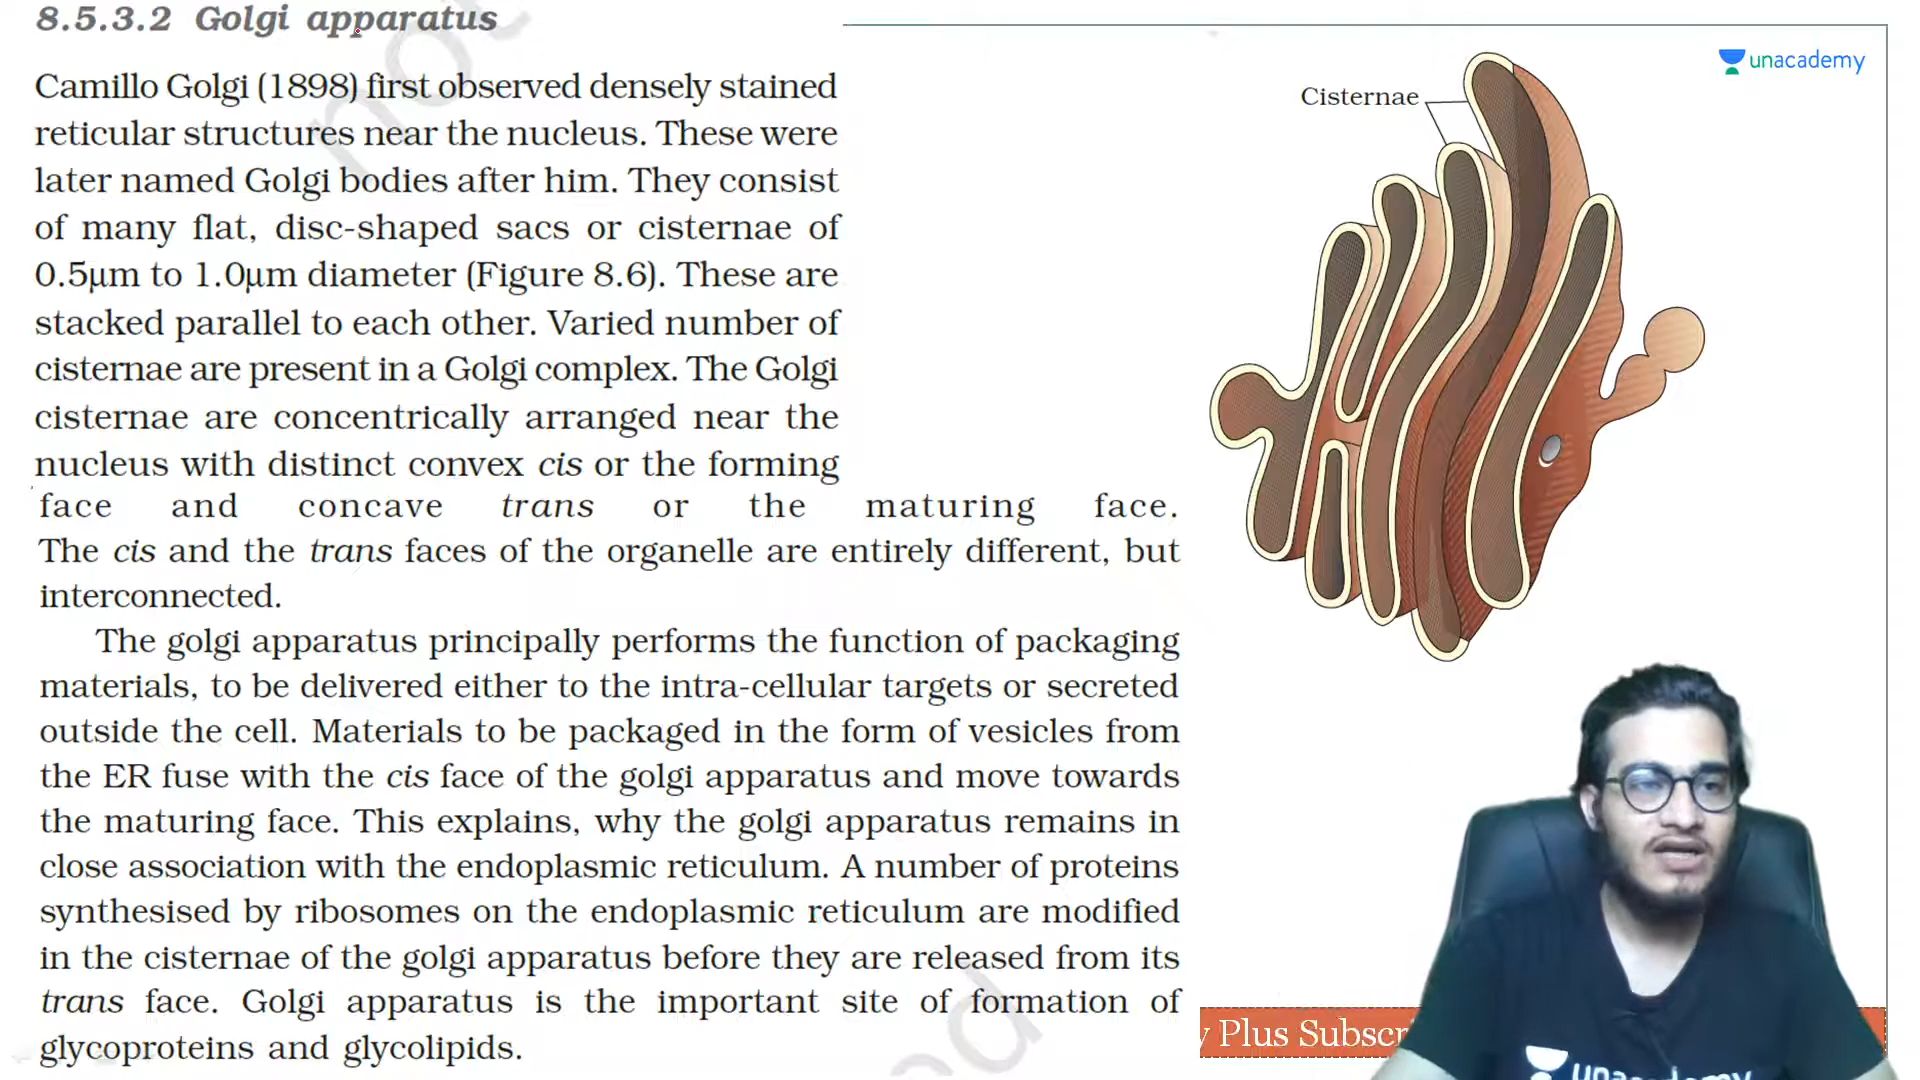 8.5.3.2 Golgi apparatus
Camillo Golgi (1898) first observed densely stained
reticular structures near the nucleus. These were
later named Golgi bodies after him. They consist
of many flat, disc-shaped sacs or cisternae of
0.5µm to 1.0µm diameter (Figure 8.6). These are
stacked parallel to each other. Varied number of
cisternae are present in a Golgi complex. The Golgi
cisternae are concentrically arranged near the
nucleus with distinct convex cis or the forming
face and concave trans or the maturing face.
The cis and the trans faces of the organelle are entirely different, but
interconnected.
The golgi apparatus principally performs the function of packaging
materials, to be delivered either to the intra-cellular targets or secreted
outside the cell. Materials to be packaged in the form of vesicles from
the ER fuse with the cis face of the golgi apparatus and move towards
the maturing face. This explains, why the golgi apparatus remains in
close association with the endoplasmic reticulum. A number of proteins
synthesised by ribosomes on the endoplasmic reticulum are modified
in the cisternae of the golgi apparatus before they are released from its
trans face. Golgi apparatus is the important site of formation of
glycoproteins and glycolipids.
Cisternae
unacademy
y Plus Subscr
unacademy
not
ed